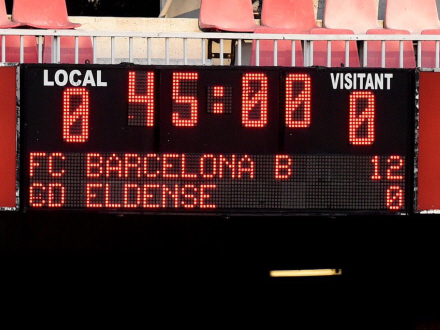 LOCAL 45:00 VISITANT
0 0
FC BARCELONA B 12
CD ELDENSE 0